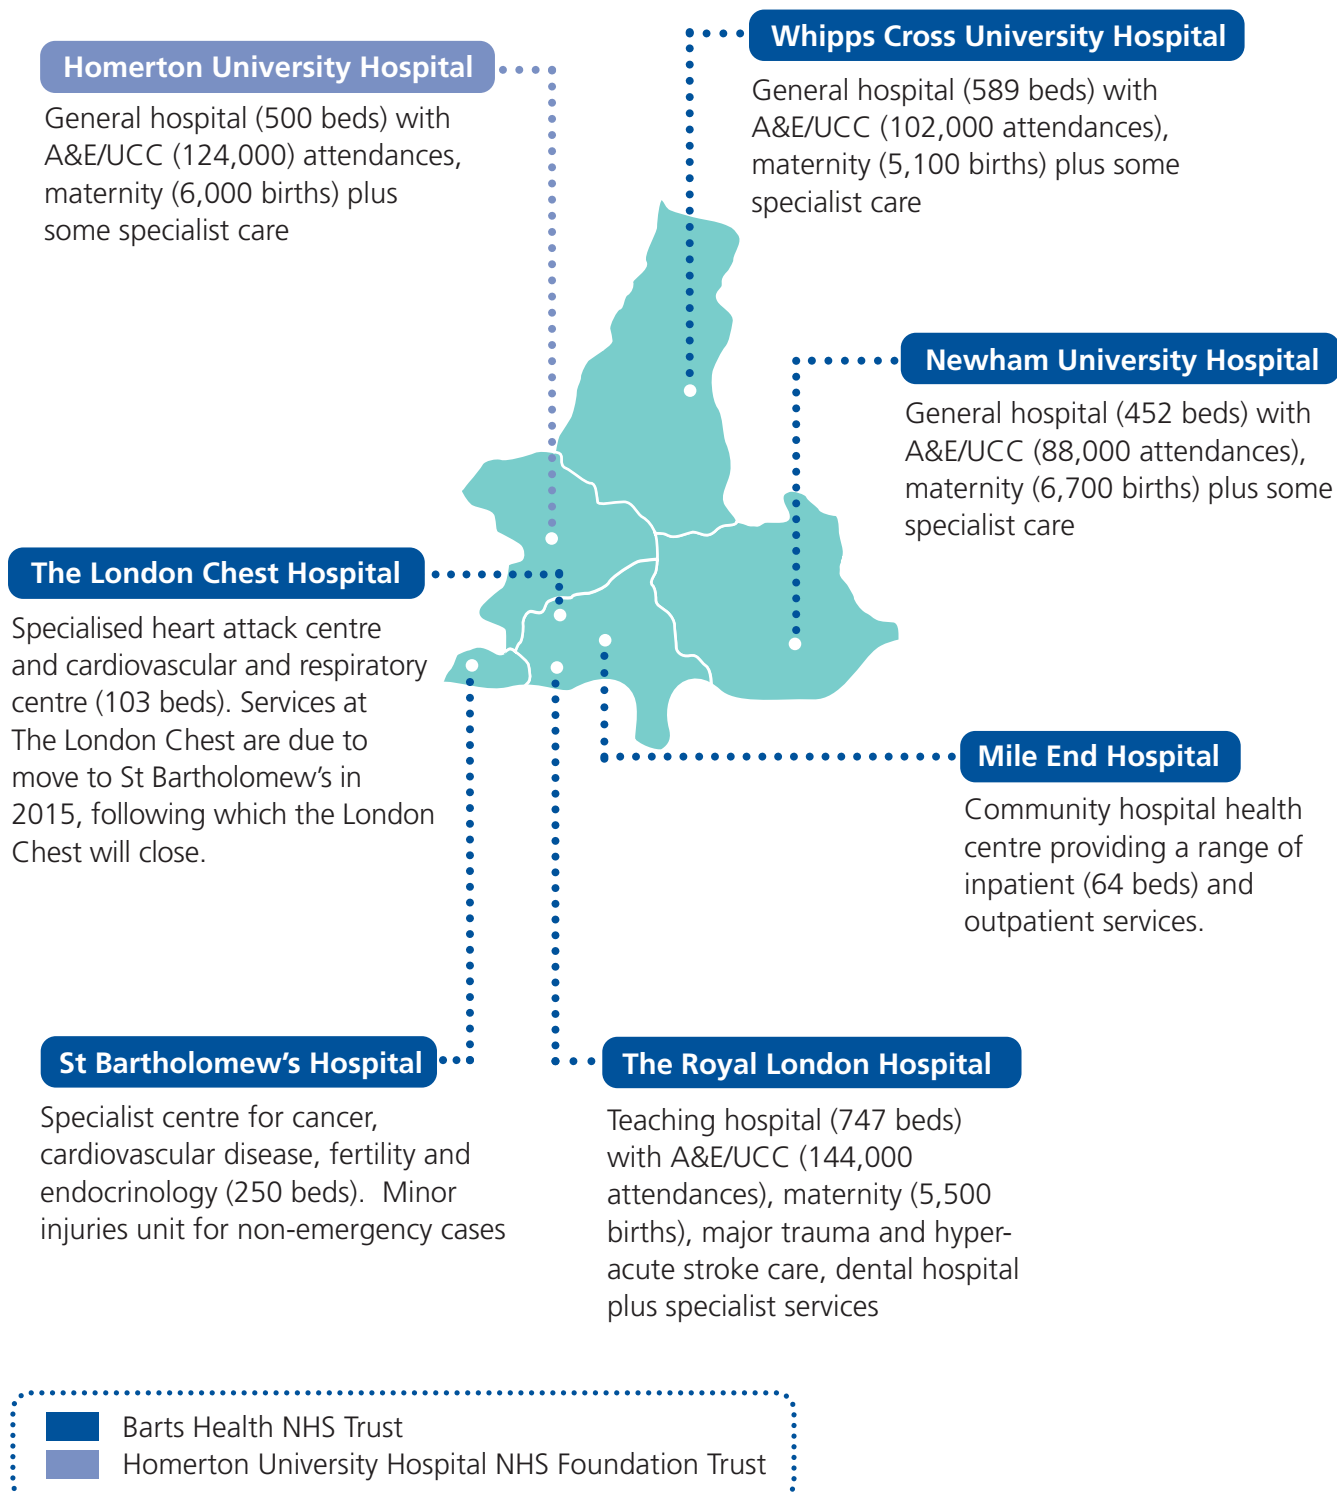 Homerton University Hospital
General hospital (500 beds) with
A&E/UCC (124,000) attendances,
maternity (6,000 births) plus
some specialist care
Whipps Cross University Hospital
General hospital (589 beds) with
A&E/UCC (102,000 attendances),
maternity (5,100 births) plus some
specialist care
Newham University Hospital
General hospital (452 beds) with
A&E/UCC (88,000 attendances),
maternity (6,700 births) plus some
specialist care
The London Chest Hospital
Specialised heart attack centre
and cardiovascular and respiratory
centre (103 beds). Services at
The London Chest are due to
move to St Bartholomew's in
2015, following which the London
Chest will close.
Mile End Hospital
Community hospital health
centre providing a range of
inpatient (64 beds) and
outpatient services.
St Bartholomew's Hospital
Specialist centre for cancer,
cardiovascular disease, fertility and
endocrinology (250 beds).  Minor
injuries unit for non-emergency cases
The Royal London Hospital
Teaching hospital (747 beds)
with A&E/UCC (144,000
attendances), maternity (5,500
births), major trauma and hyper-
acute stroke care, dental hospital
plus specialist services
Barts Health NHS Trust
Homerton University Hospital NHS Foundation Trust